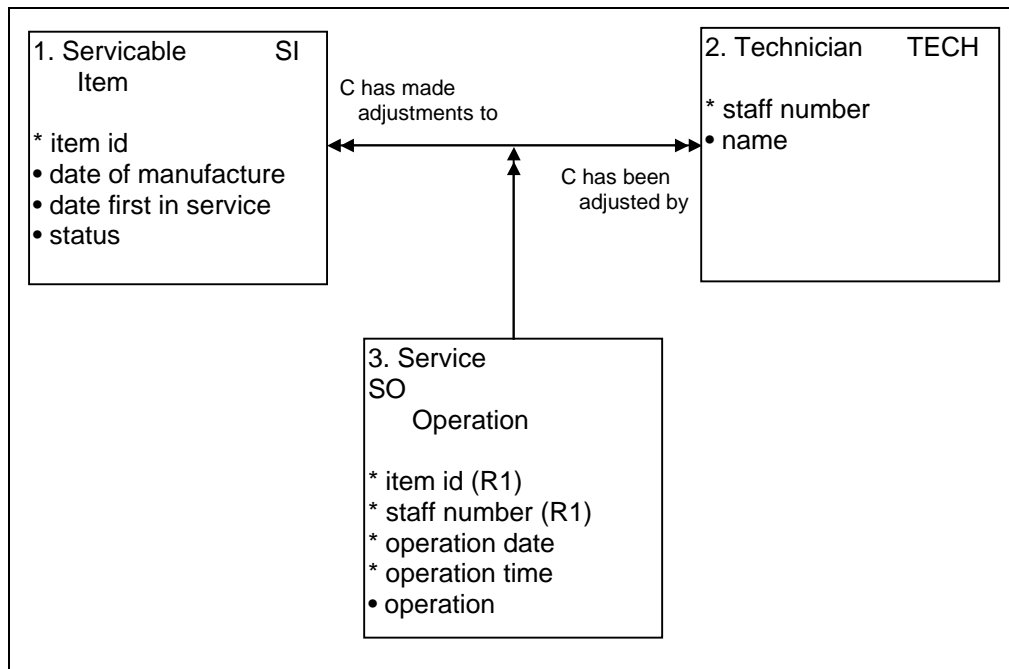 1. Servicable SI
Item
* item id
• date of manufacture
• date first in service
• status
C has made
adjustments to
2. Technician TECH
* staff number
• name
C has been
adjusted by
3. Service
SO
Operation
* item id (R1)
* staff number (R1)
* operation date
* operation time
• operation